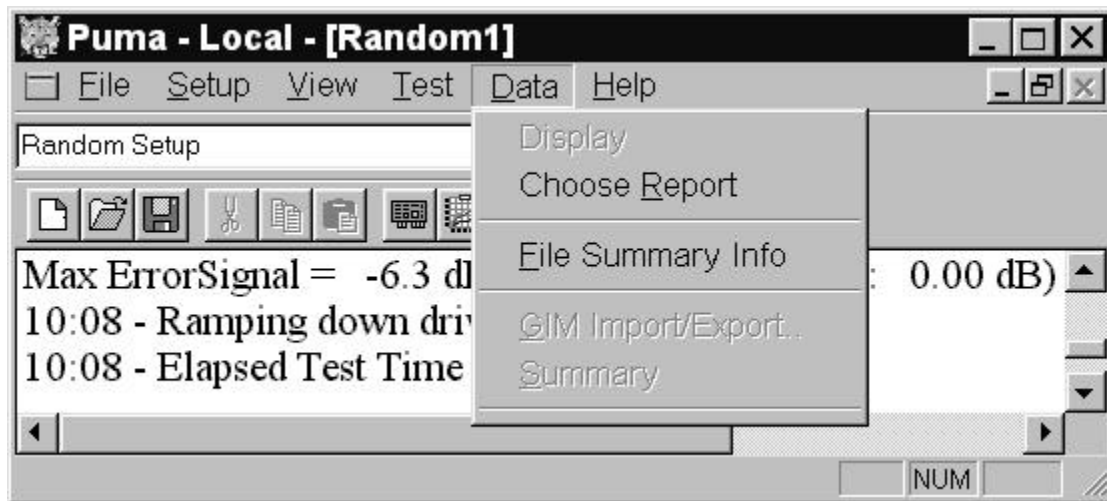 Puma - Local - [Random1]
File Setup View Test Data Help
Random Setup
Display
Choose Report
File Summary Info
GIM Import/Export..
Summary
Max ErrorSignal = -6.3 : 0.00 dB)
10:08 - Ramping down
10:08 - Elapsed Test Time
NUM